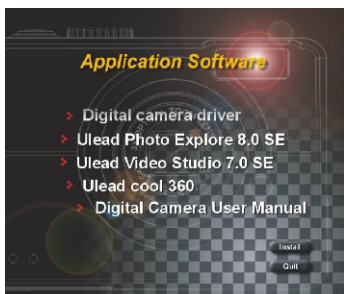 Application Software
Digital camera driver
Ulead Photo Explore 8.0 SE
Ulead Video Studio 7.0 SE
Ulead cool 360
Digital Camera User Manual
Install
Quit